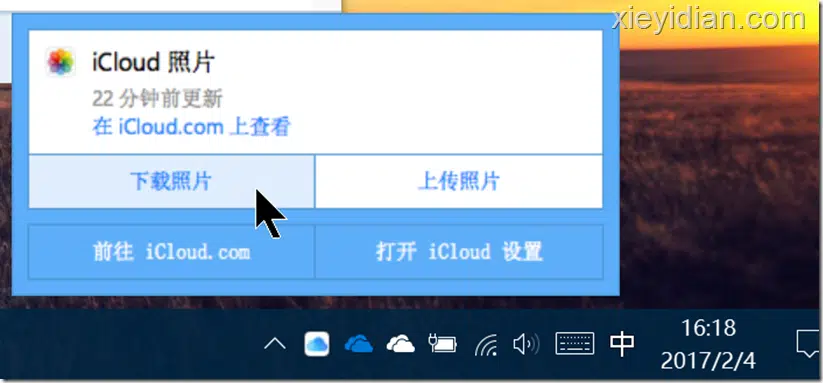 xieyidian.com
iCloud 照片
22 分钟前更新
在 iCloud.com 上查看
下载照片
上传照片
前往 iCloud.com
打开 iCloud 设置
中
16:18
2017/2/4